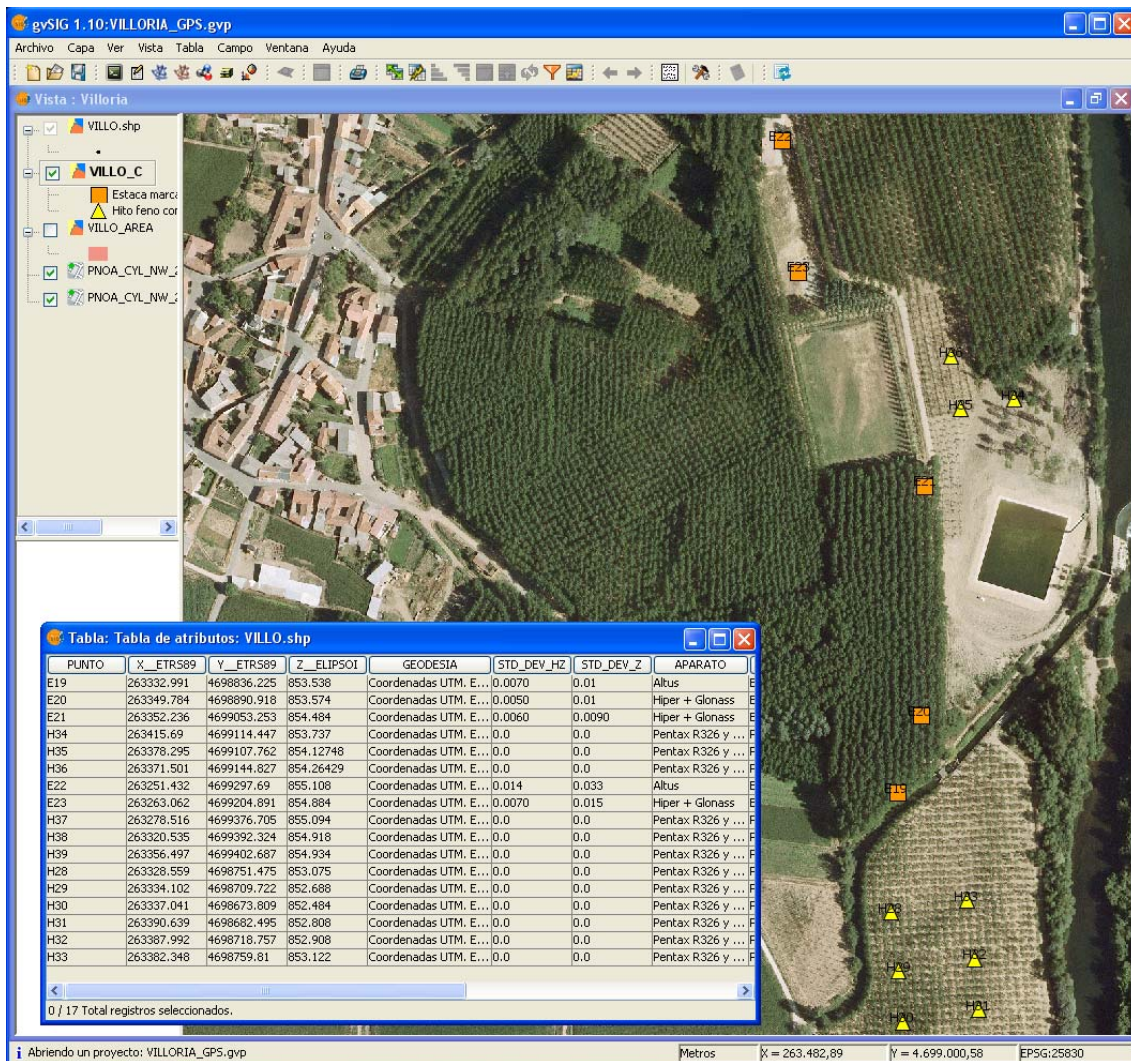 gvSIG 1.10:VILLORIA_GPS.gvp
Archivo Capa Ver Vista Tabla Campo Ventana Ayuda
Vista : Villoria
VILLO.shp
VILLO_C
Estaca marca
Hito feno cor
VILLO_AREA
PNOA_CYL_NW_2
PNOA_CYL_NW_2
E22
E23
H36
H35
H34
E21
E20
E19
H28
H33
H29
H32
H30
H31
Tabla: Tabla de atributos: VILLO.shp
PUNTO X__ETRS89 Y__ETRS89 Z__ELIPSOI GEODESIA STD_DEV_HZ STD_DEV_Z APARATO
E19 263332.991 4698836.225 853.538 Coordenadas UTM. E... 0.0070 0.01 Altus E
E20 263349.784 4698890.918 853.574 Coordenadas UTM. E... 0.0050 0.01 Hiper + Glonass E
E21 263352.236 4699053.253 854.484 Coordenadas UTM. E... 0.0060 0.0090 Hiper + Glonass E
H34 263415.69 4699114.447 853.737 Coordenadas UTM. E... 0.0 0.0 Pentax R326 y ... F
H35 263378.295 4699107.762 854.12748 Coordenadas UTM. E... 0.0 0.0 Pentax R326 y ... F
H36 263371.501 4699144.827 854.26429 Coordenadas UTM. E... 0.0 0.0 Pentax R326 y ... F
E22 263251.432 4699297.69 855.108 Coordenadas UTM. E... 0.014 0.033 Altus E
E23 263263.062 4699204.891 854.884 Coordenadas UTM. E... 0.0070 0.015 Hiper + Glonass E
H37 263278.516 4699376.705 855.094 Coordenadas UTM. E... 0.0 0.0 Pentax R326 y ... F
H38 263320.535 4699392.324 854.918 Coordenadas UTM. E... 0.0 0.0 Pentax R326 y ... F
H39 263356.497 4699402.687 854.934 Coordenadas UTM. E... 0.0 0.0 Pentax R326 y ... F
H28 263328.559 4698751.475 853.075 Coordenadas UTM. E... 0.0 0.0 Pentax R326 y ... F
H29 263334.102 4698709.722 852.688 Coordenadas UTM. E... 0.0 0.0 Pentax R326 y ... F
H30 263337.041 4698673.809 852.484 Coordenadas UTM. E... 0.0 0.0 Pentax R326 y ... F
H31 263390.639 4698682.495 852.808 Coordenadas UTM. E... 0.0 0.0 Pentax R326 y ... F
H32 263387.992 4698718.757 852.908 Coordenadas UTM. E... 0.0 0.0 Pentax R326 y ... F
H33 263382.348 4698759.81 853.122 Coordenadas UTM. E... 0.0 0.0 Pentax R326 y ... F
0 / 17 Total registros seleccionados.
Abriendo un proyecto: VILLORIA_GPS.gvp Metros X = 263.482,89 Y = 4.699.000,58 EPSG:25830